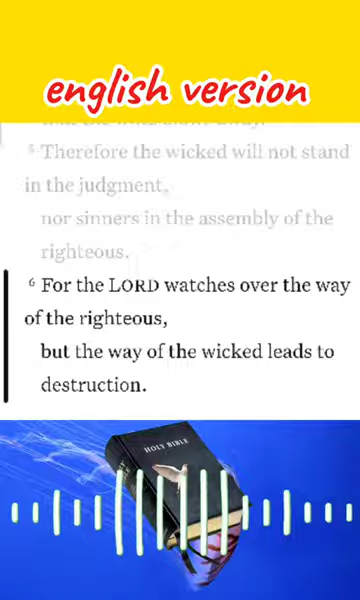 english version
⁵ Therefore the wicked will not stand
in the judgment,
nor sinners in the assembly of the
righteous.
⁶ For the LORD watches over the way
of the righteous,
but the way of the wicked leads to
destruction.
HOLY BIBLE